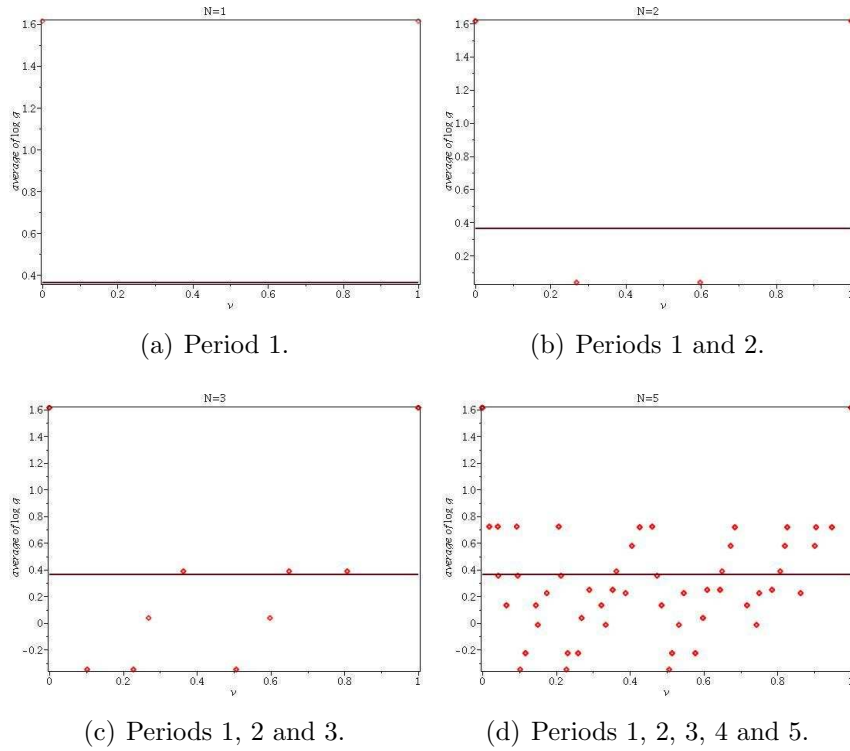 N=1
1.6
1.4
1.2
1.0
0.8
0.6
0.4
average of log g
0 0.2 0.4 0.6 0.8 1
ν
(a) Period 1.
N=2
1.6
1.4
1.2
1.0
0.8
0.6
0.4
0.2
average of log g
0 0.2 0.4 0.6 0.8 1
ν
(b) Periods 1 and 2.
N=3
1.6
1.4
1.2
1.0
0.8
0.6
0.4
0.2
0
−0.2
average of log g
0 0.2 0.4 0.6 0.8 1
ν
(c) Periods 1, 2 and 3.
N=5
1.6
1.4
1.2
1.0
0.8
0.6
0.4
0.2
0
−0.2
average of log g
0 0.2 0.4 0.6 0.8 1
ν
(d) Periods 1, 2, 3, 4 and 5.